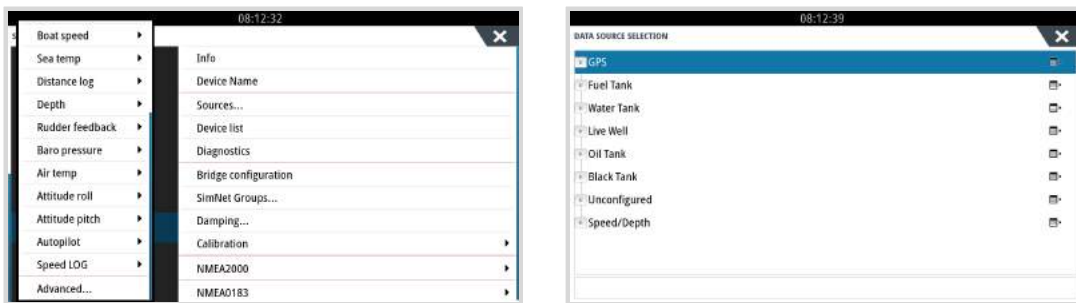 08:12:32
Boat speed
Sea temp
Distance log
Depth
Rudder feedback
Baro pressure
Air temp
Attitude roll
Attitude pitch
Autopilot
Speed LOG
Advanced...
Info
Device Name
Sources...
Device list
Diagnostics
Bridge configuration
SimNet Groups...
Damping...
Calibration
NMEA2000
NMEA0183
08:12:39
DATA SOURCE SELECTION
GPS
Fuel Tank
Water Tank
Live Well
Oil Tank
Black Tank
Unconfigured
Speed/Depth